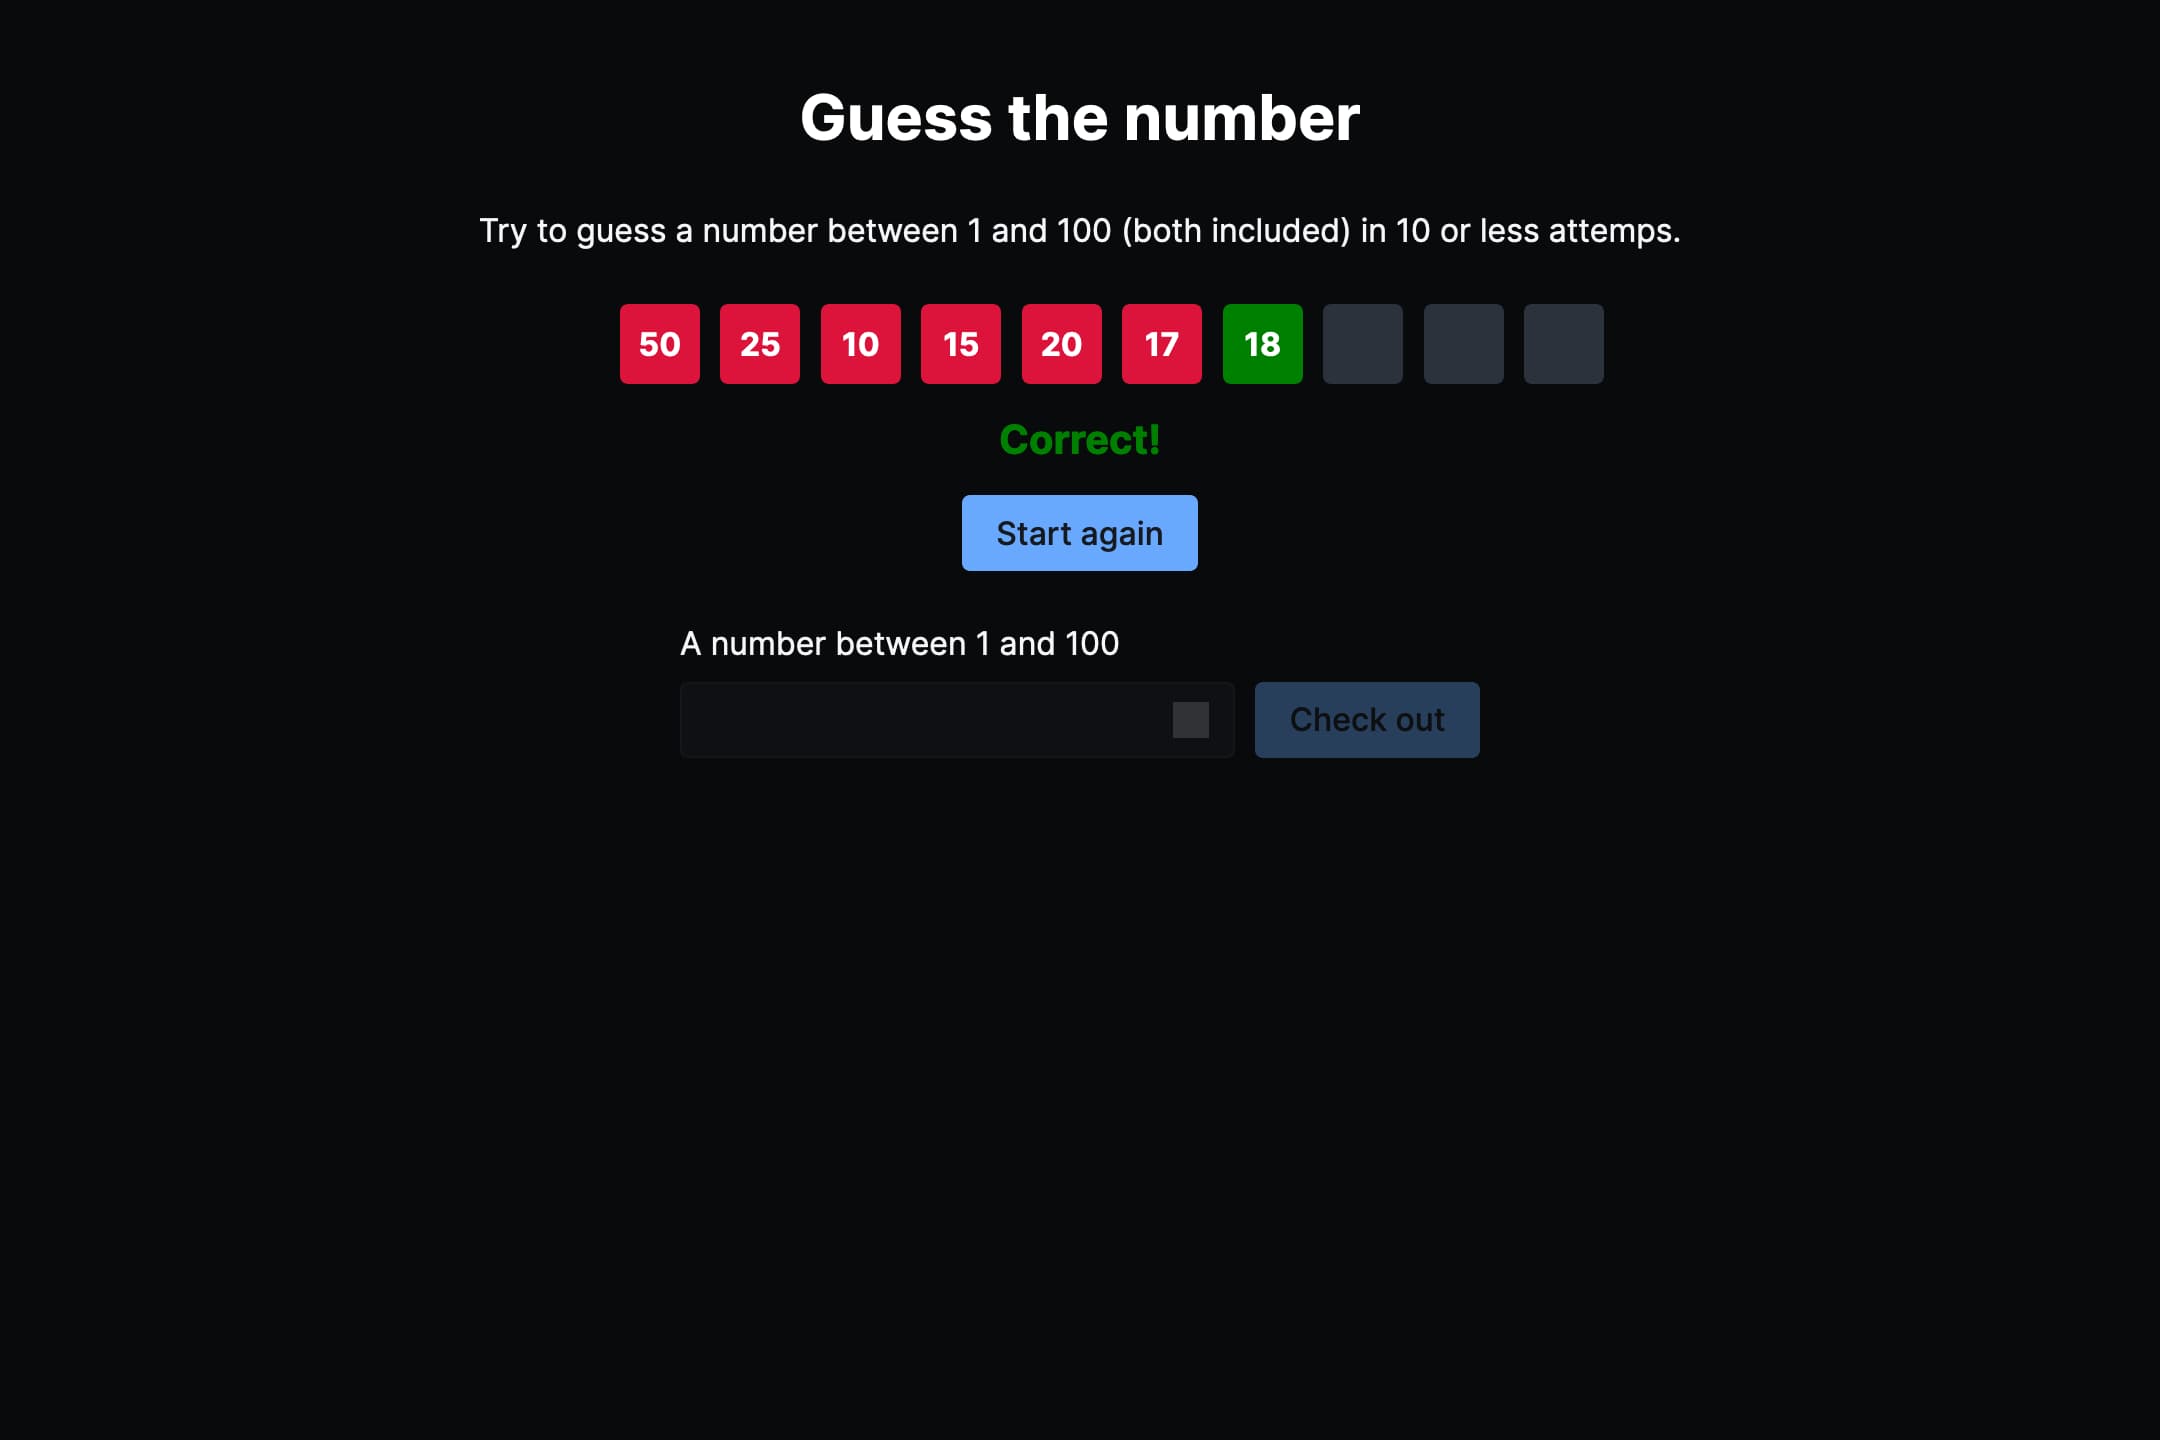 Guess the number
Try to guess a number between 1 and 100 (both included) in 10 or less attemps.
50 25 10 15 20 17 18
Correct!
Start again
A number between 1 and 100
Check out